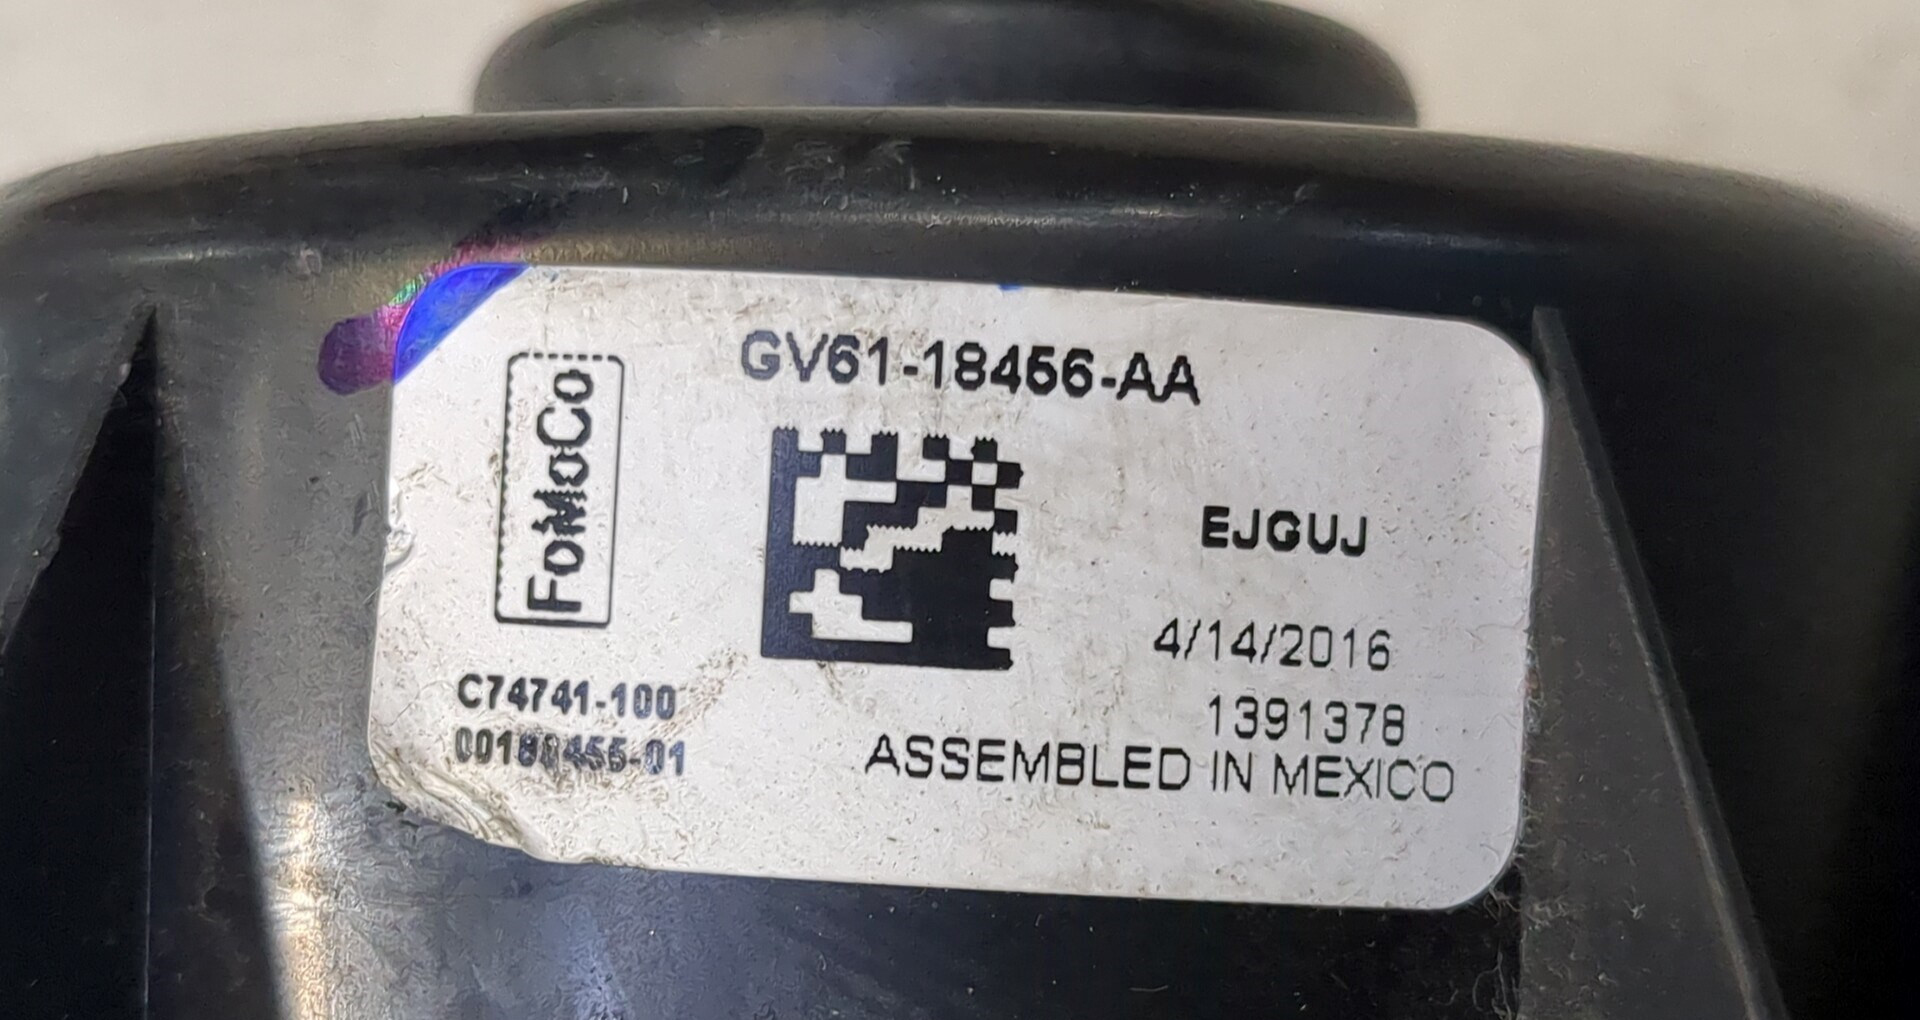 GV61-18456-AA
FoMoCo
EJGUJ
4/14/2016
C74741-100
1391378
ASSEMBLED IN MEXICO